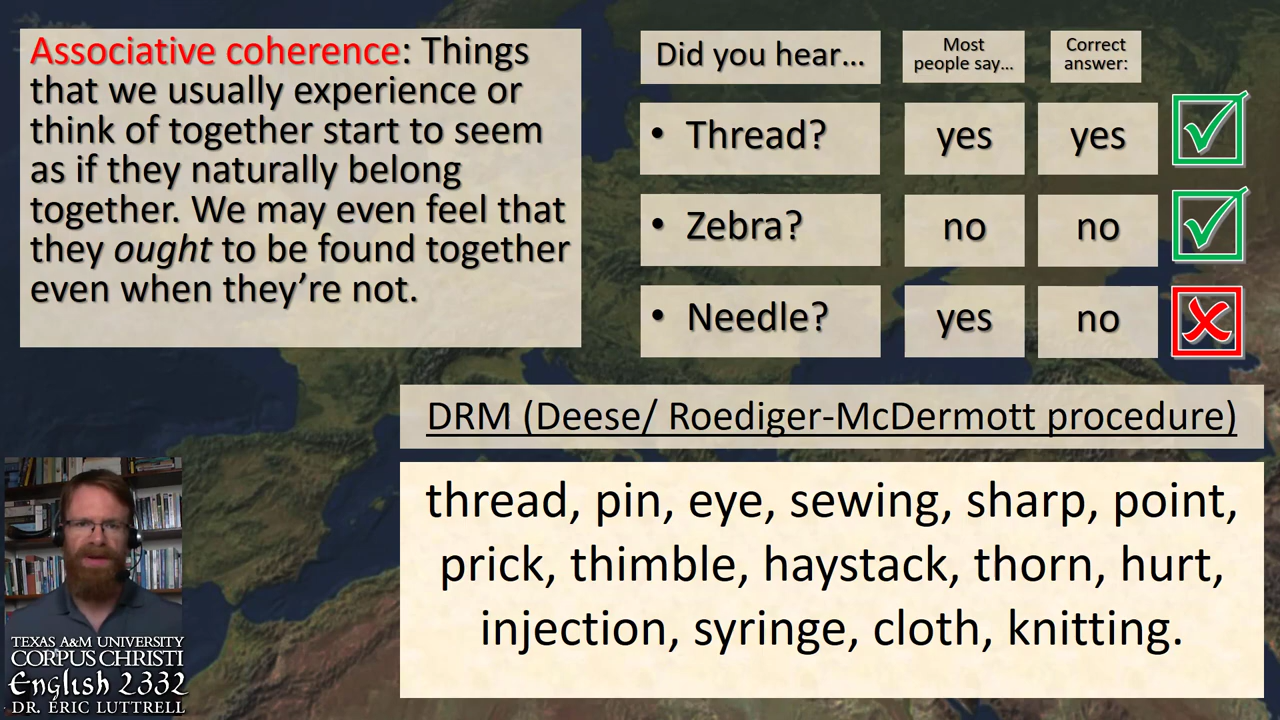 Associative coherence: Things
that we usually experience or
think of together start to seem
as if they naturally belong
together. We may even feel that
they ought to be found together
even when they're not.
Did you hear...
Most
people say...
Correct
answer:
• Thread?
yes
yes
• Zebra?
no
no
• Needle?
yes
no
DRM (Deese/ Roediger-McDermott procedure)
thread, pin, eye, sewing, sharp, point,
prick, thimble, haystack, thorn, hurt,
injection, syringe, cloth, knitting.
TEXAS A&M UNIVERSITY
CORPUS CHRISTI
English 2332
DR. ERIC LUTTRELL